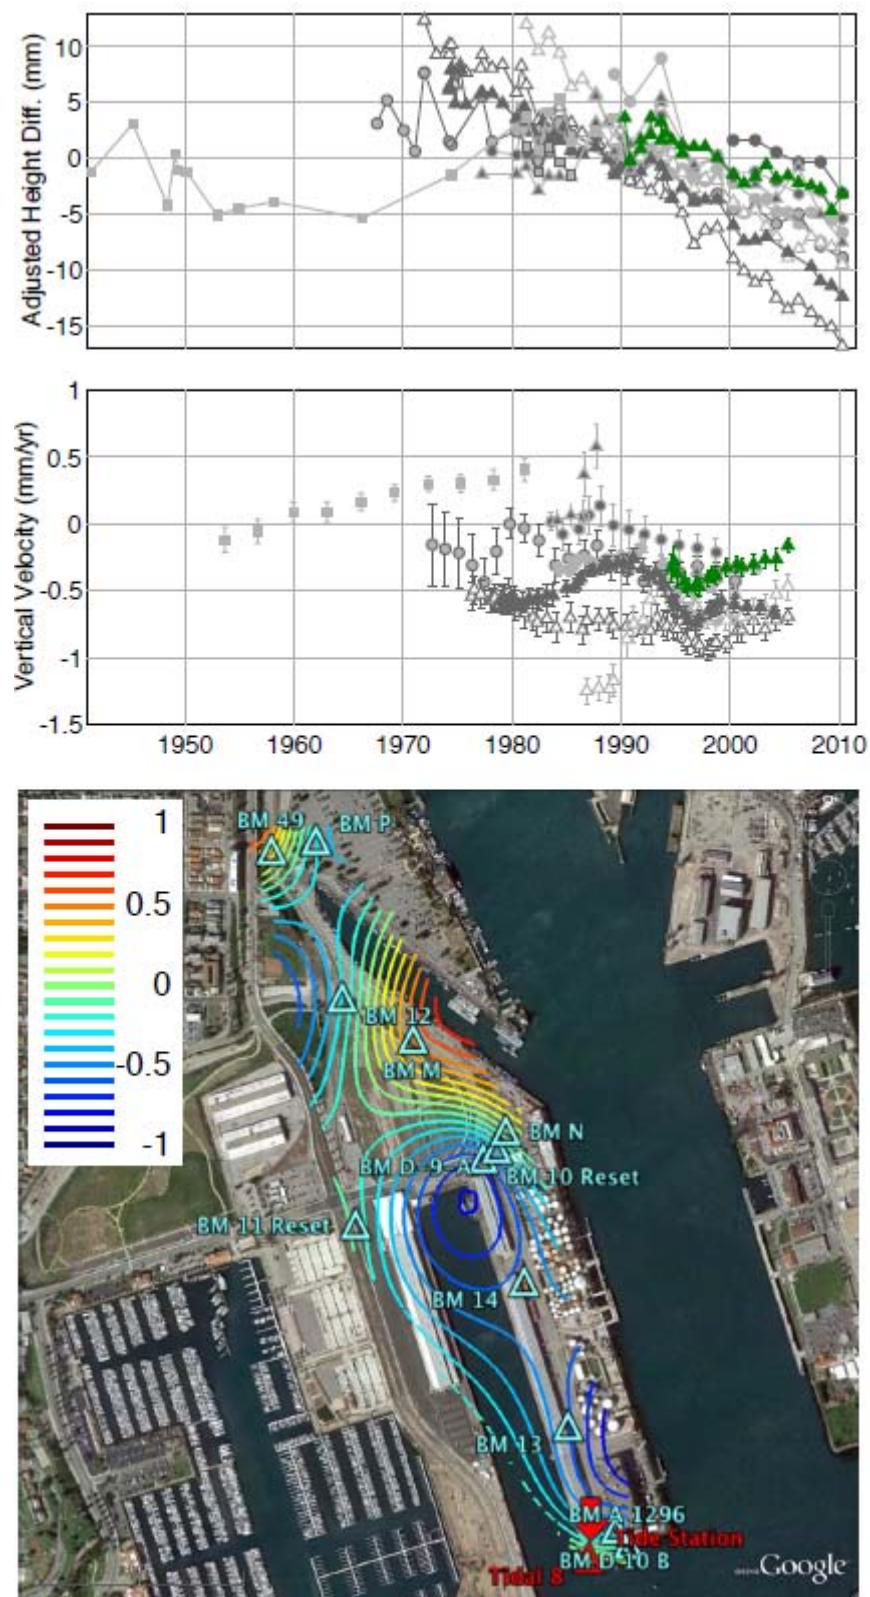 Adjusted Height Diff. (mm)
10
5
0
-5
-10
-15
Vertical Velocity (mm/yr)
1
0.5
0
-0.5
-1
-1.5
1950 1960 1970 1980 1990 2000 2010
1
0.5
0
-0.5
-1
BM 49
BM P
BM 12
BM M
BM N
BM D 9 A
BM 10 Reset
BM 11 Reset
BM 14
BM 13
BM A 1296
Tide Station
BM D 10 B
Tidal 8
Google